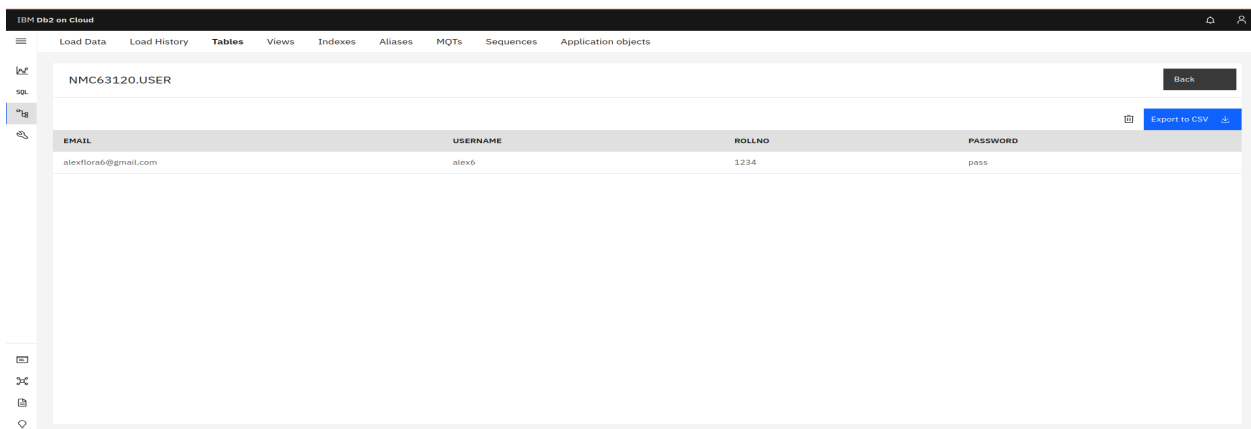 IBM Db2 on Cloud
Load Data Load History Tables Views Indexes Aliases MQTs Sequences Application objects
NMC63120.USER Back
SQL
Export to CSV
EMAIL USERNAME ROLLNO PASSWORD
alexflora6@gmail.com alex6 1234 pass